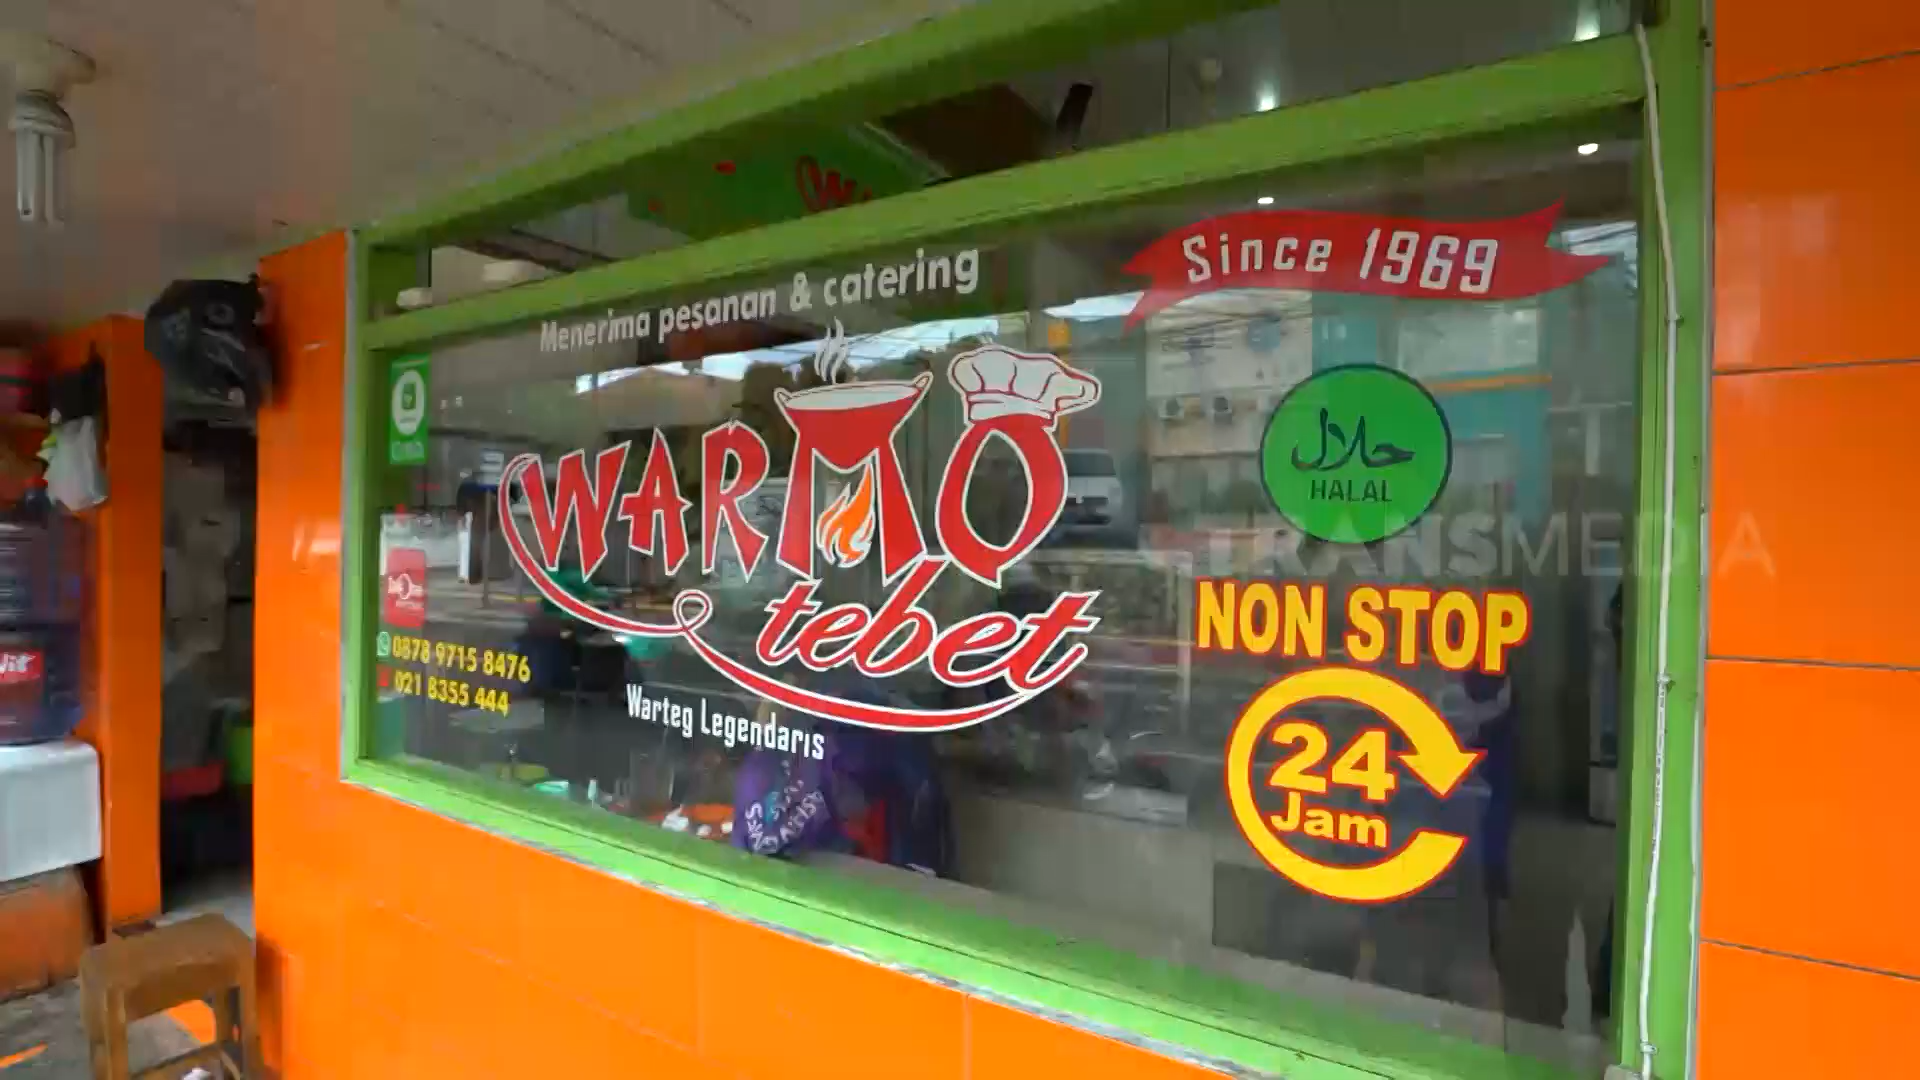 Menerima pesanan & catering
Since 1969
WARMO
tebet
Warteg Legendaris
0878 9715 8476
021 8355 444
حلال
HALAL
TRANSMEDIA
NON STOP
24
Jam